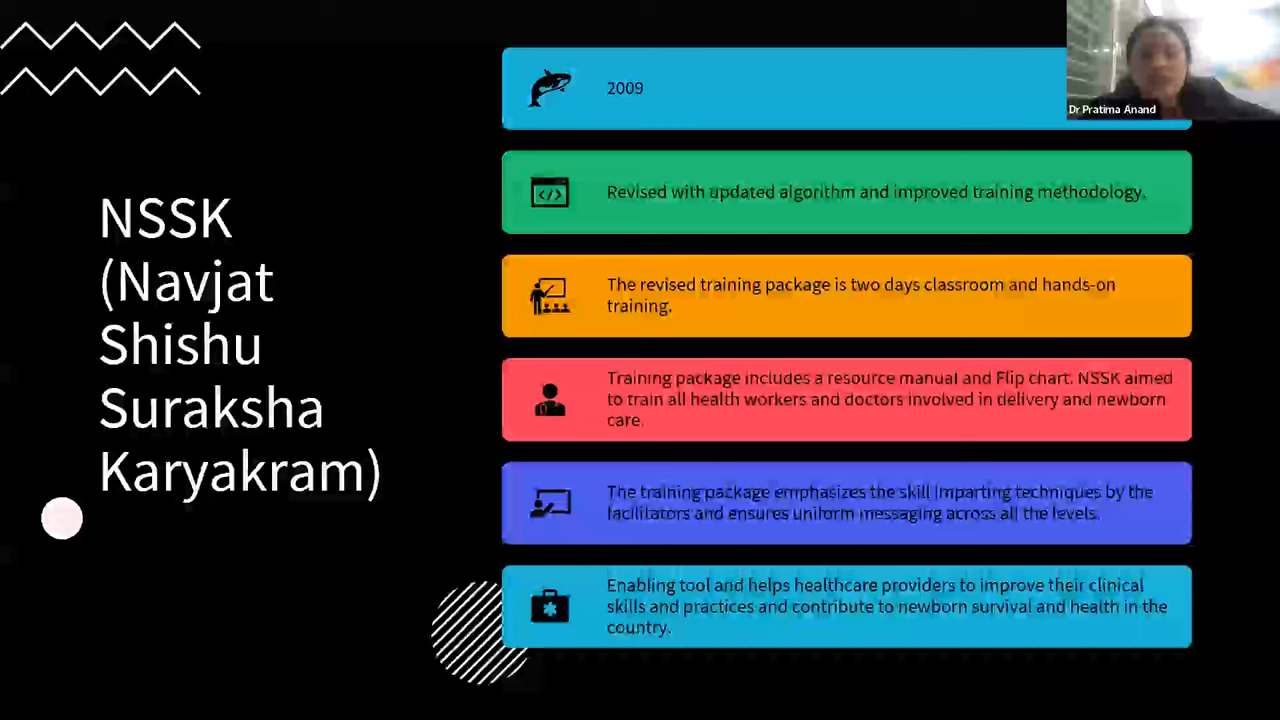 NSSK
(Navjat
Shishu
Suraksha
Karyakram)
2009
Revised with updated algorithm and improved training methodology.
The revised training package is two days classroom and hands-on
training.
Training package includes a resource manual and Flip chart. NSSK aimed
to train all health workers and doctors involved in delivery and newborn
care.
The training package emphasizes the skill imparting techniques by the
facilitators and ensures uniform messaging across all the levels.
Enabling tool and helps healthcare providers to improve their clinical
skills and practices and contribute to newborn survival and health in the
country.
Dr Pratima Anand